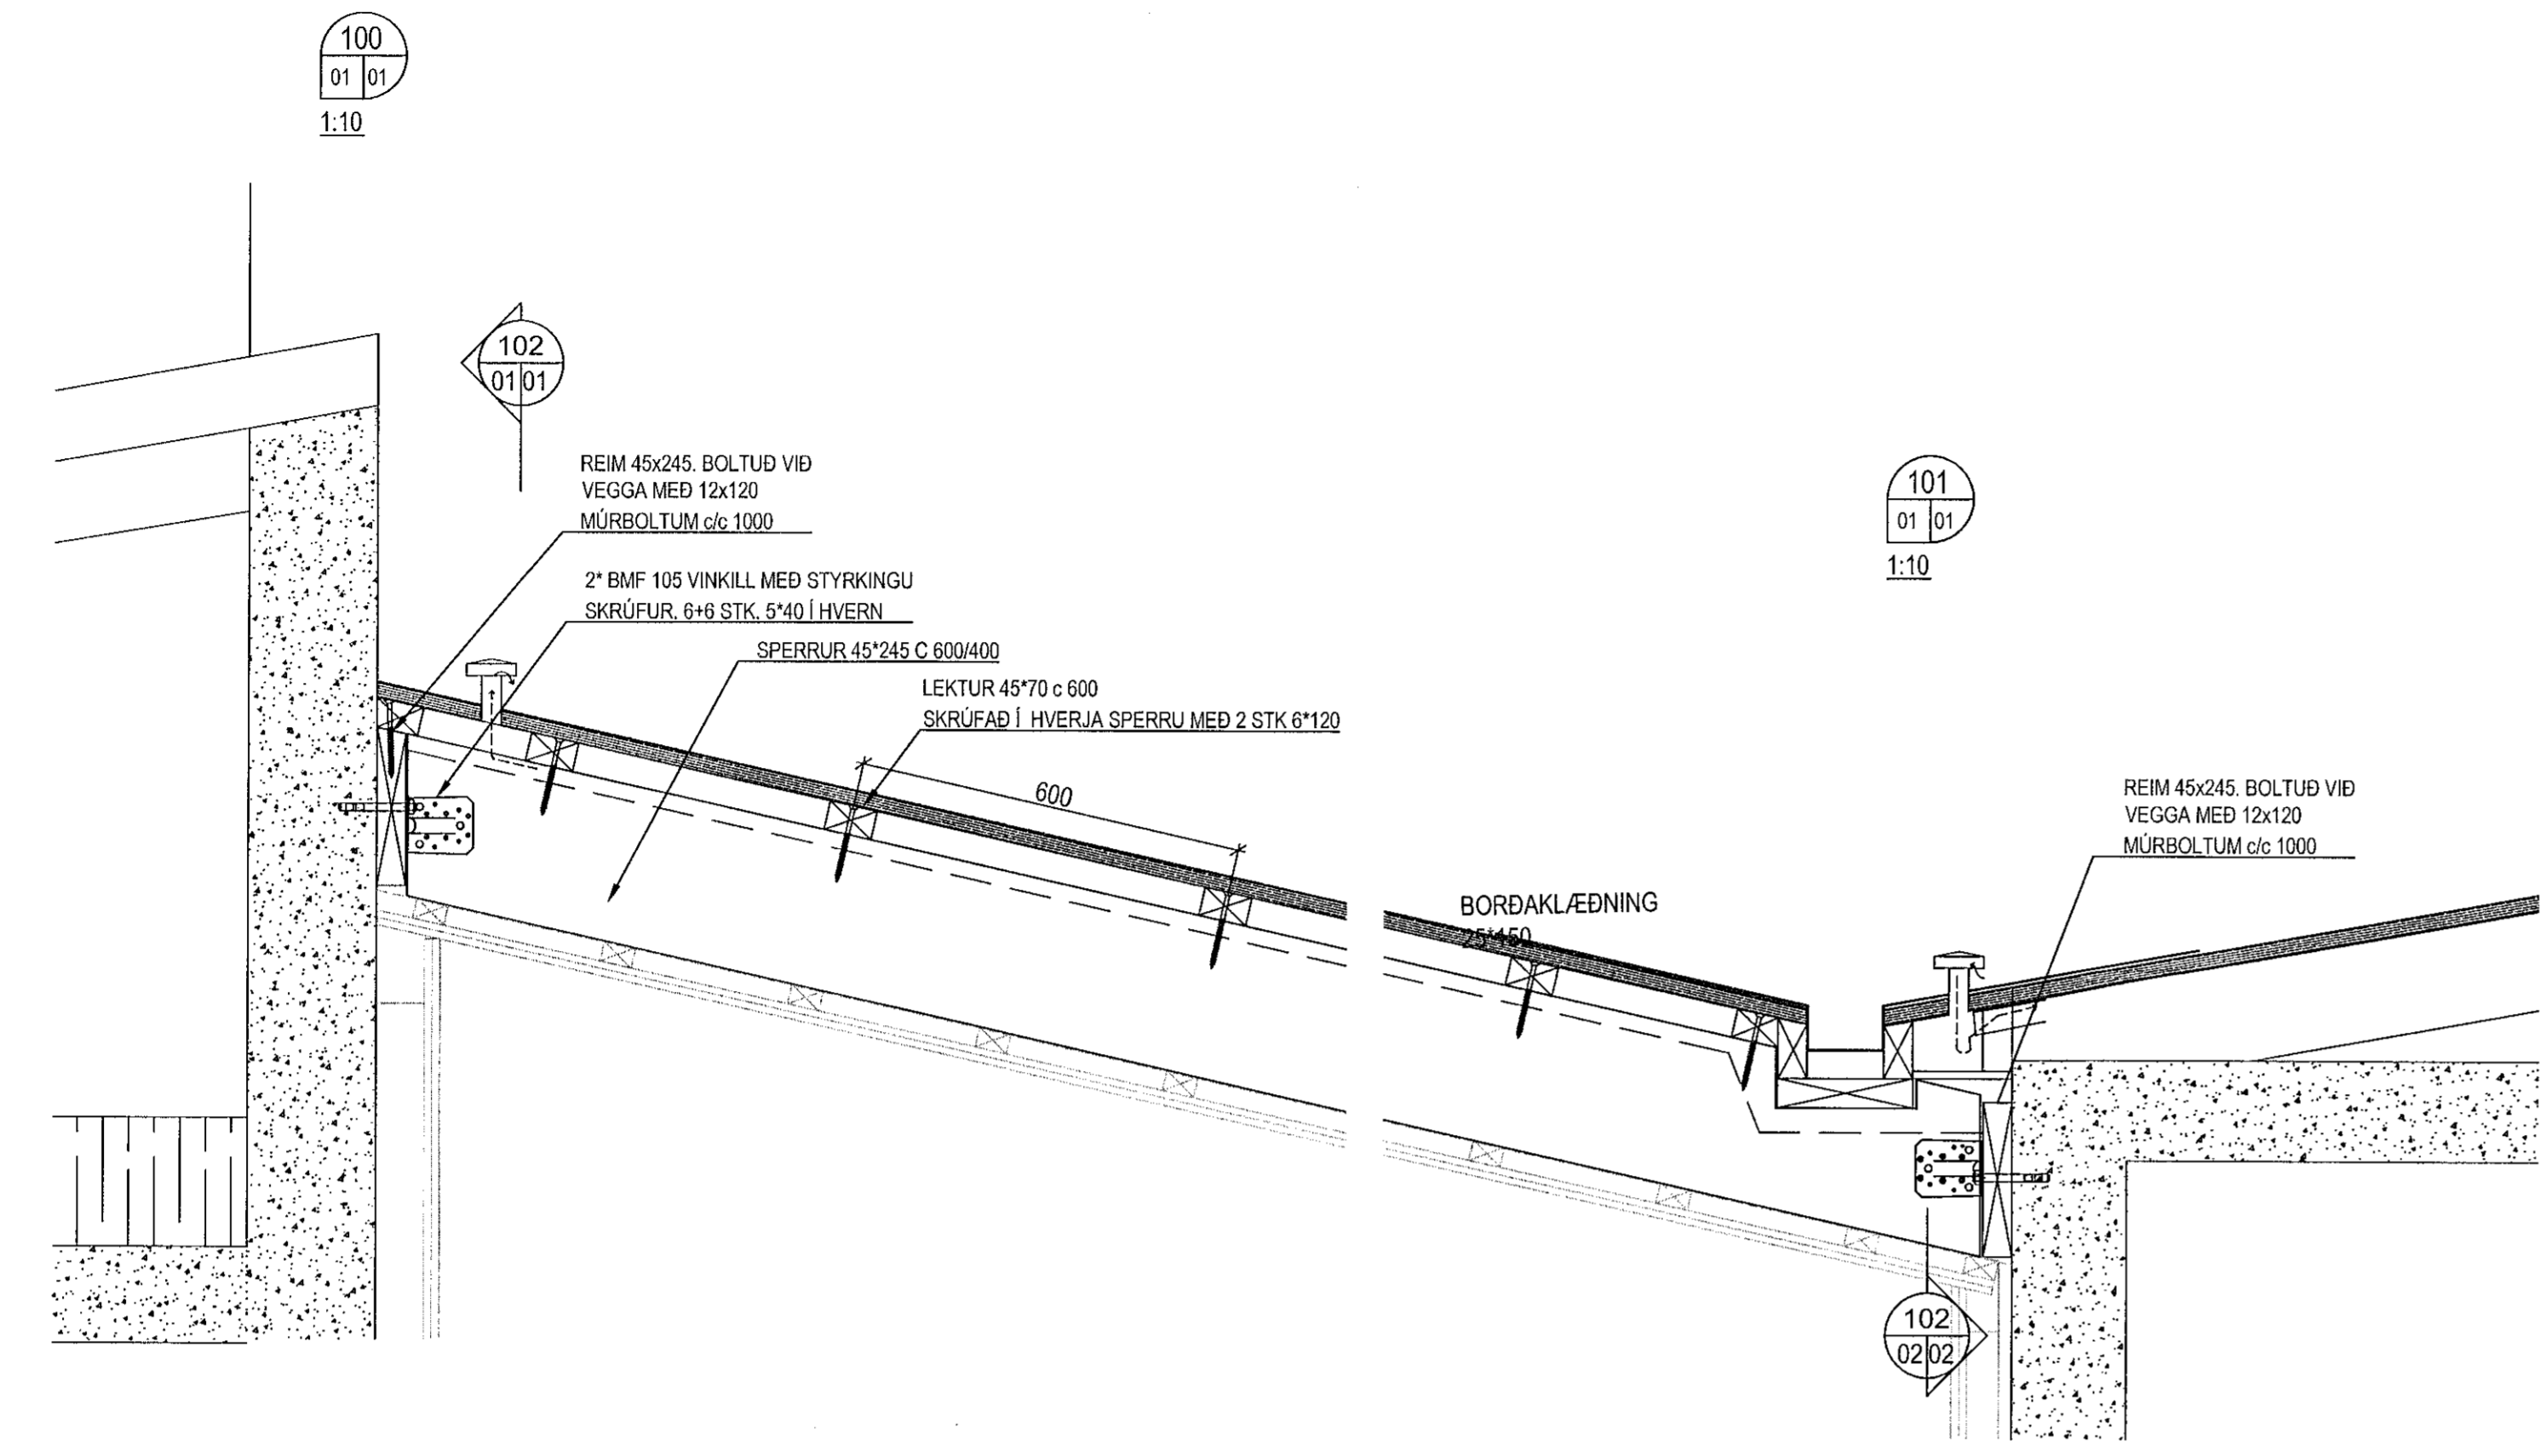 100
01 01
1:10
102
01 01
REIM 45x245. BOLTUÐ VIÐ
VEGGA MEÐ 12x120
MÚRBOLTUM c/c 1000
2* BMF 105 VINKILL MEÐ STYRKINGU
SKRÚFUR, 6+6 STK. 5*40 Í HVERN
SPERRUR 45*245 C 600/400
LEKTUR 45*70 c 600
SKRÚFAÐ Í HVERJA SPERRU MEÐ 2 STK 6*120
600
101
01 01
1:10
REIM 45x245. BOLTUÐ VIÐ
VEGGA MEÐ 12x120
MÚRBOLTUM c/c 1000
BORÐAKLÆÐNING
25*150
102
02 02